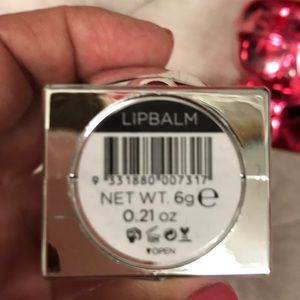 LIPBALM
9 331880 007317
NET WT. 6g ℮
0.21 oz
▼OPEN